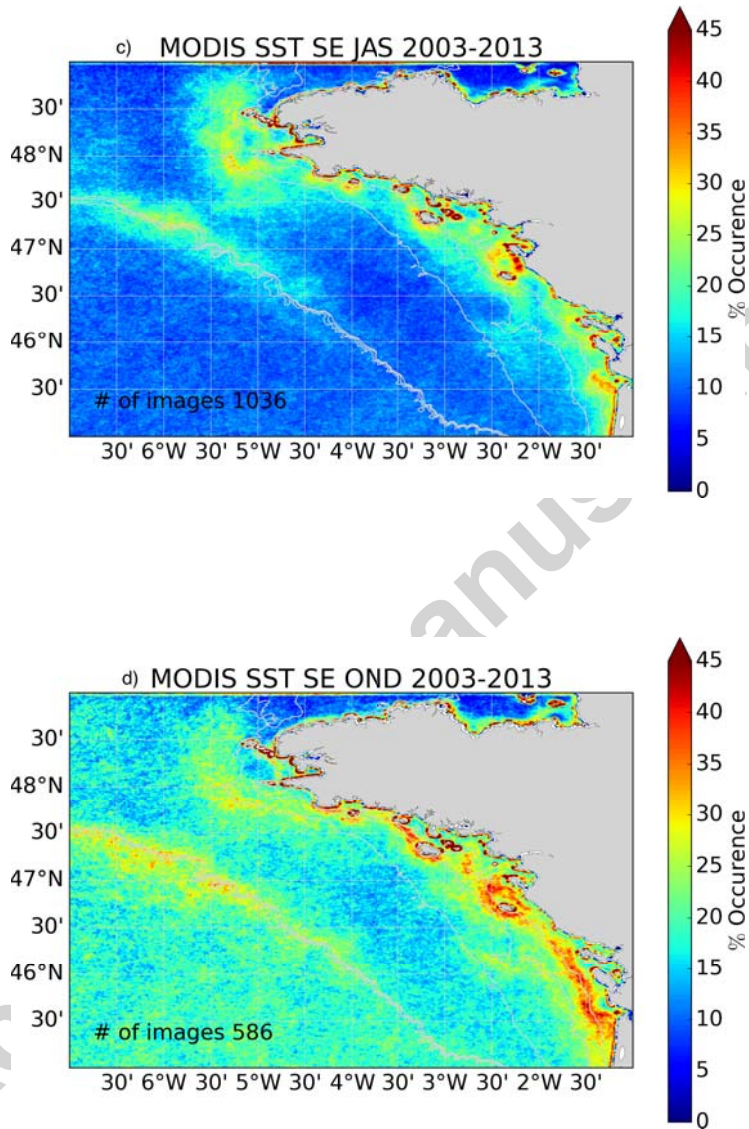 c) MODIS SST SE JAS 2003-2013
45
40
35
30
25
20
15
10
5
0
% Occurence
30'
48°N
30'
47°N
30'
46°N
30'
# of images 1036
30' 6°W 30' 5°W 30' 4°W 30' 3°W 30' 2°W 30'
anus
d) MODIS SST SE OND 2003-2013
45
40
35
30
25
20
15
10
5
0
% Occurence
30'
48°N
30'
47°N
30'
46°N
30'
# of images 586
30' 6°W 30' 5°W 30' 4°W 30' 3°W 30' 2°W 30'